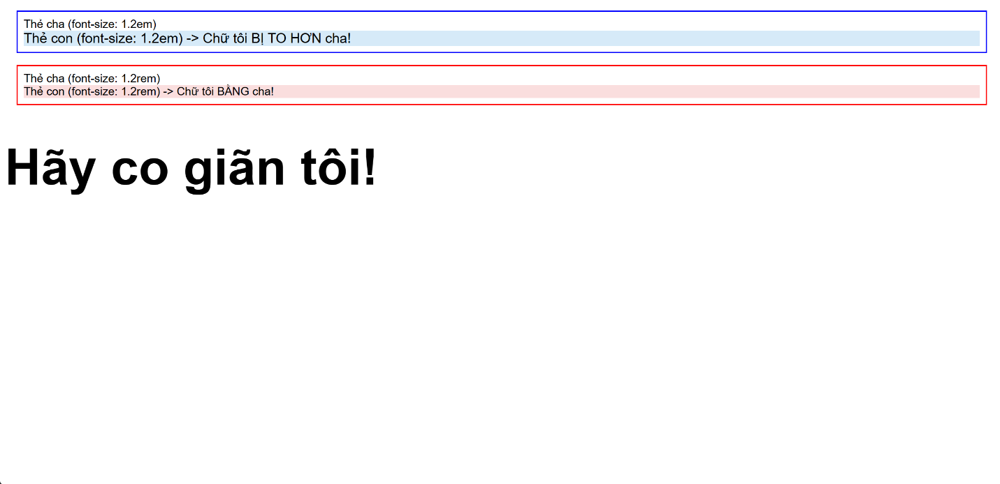 Thẻ cha (font-size: 1.2em)
Thẻ con (font-size: 1.2em) -> Chữ tôi BỊ TO HƠN cha!
Thẻ cha (font-size: 1.2rem)
Thẻ con (font-size: 1.2rem) -> Chữ tôi BẰNG cha!
Hãy co giãn tôi!